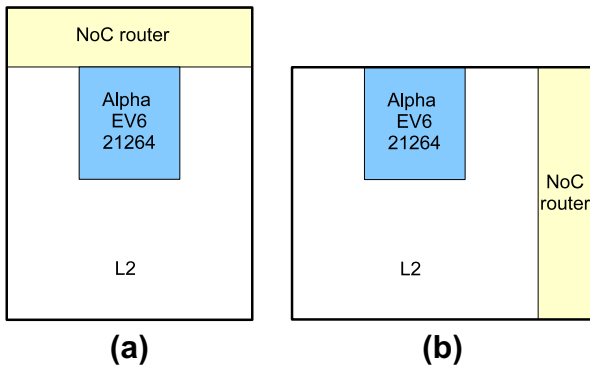 NoC router
Alpha
EV6
21264
L2
(a)
Alpha
EV6
21264
NoC
router
L2
(b)